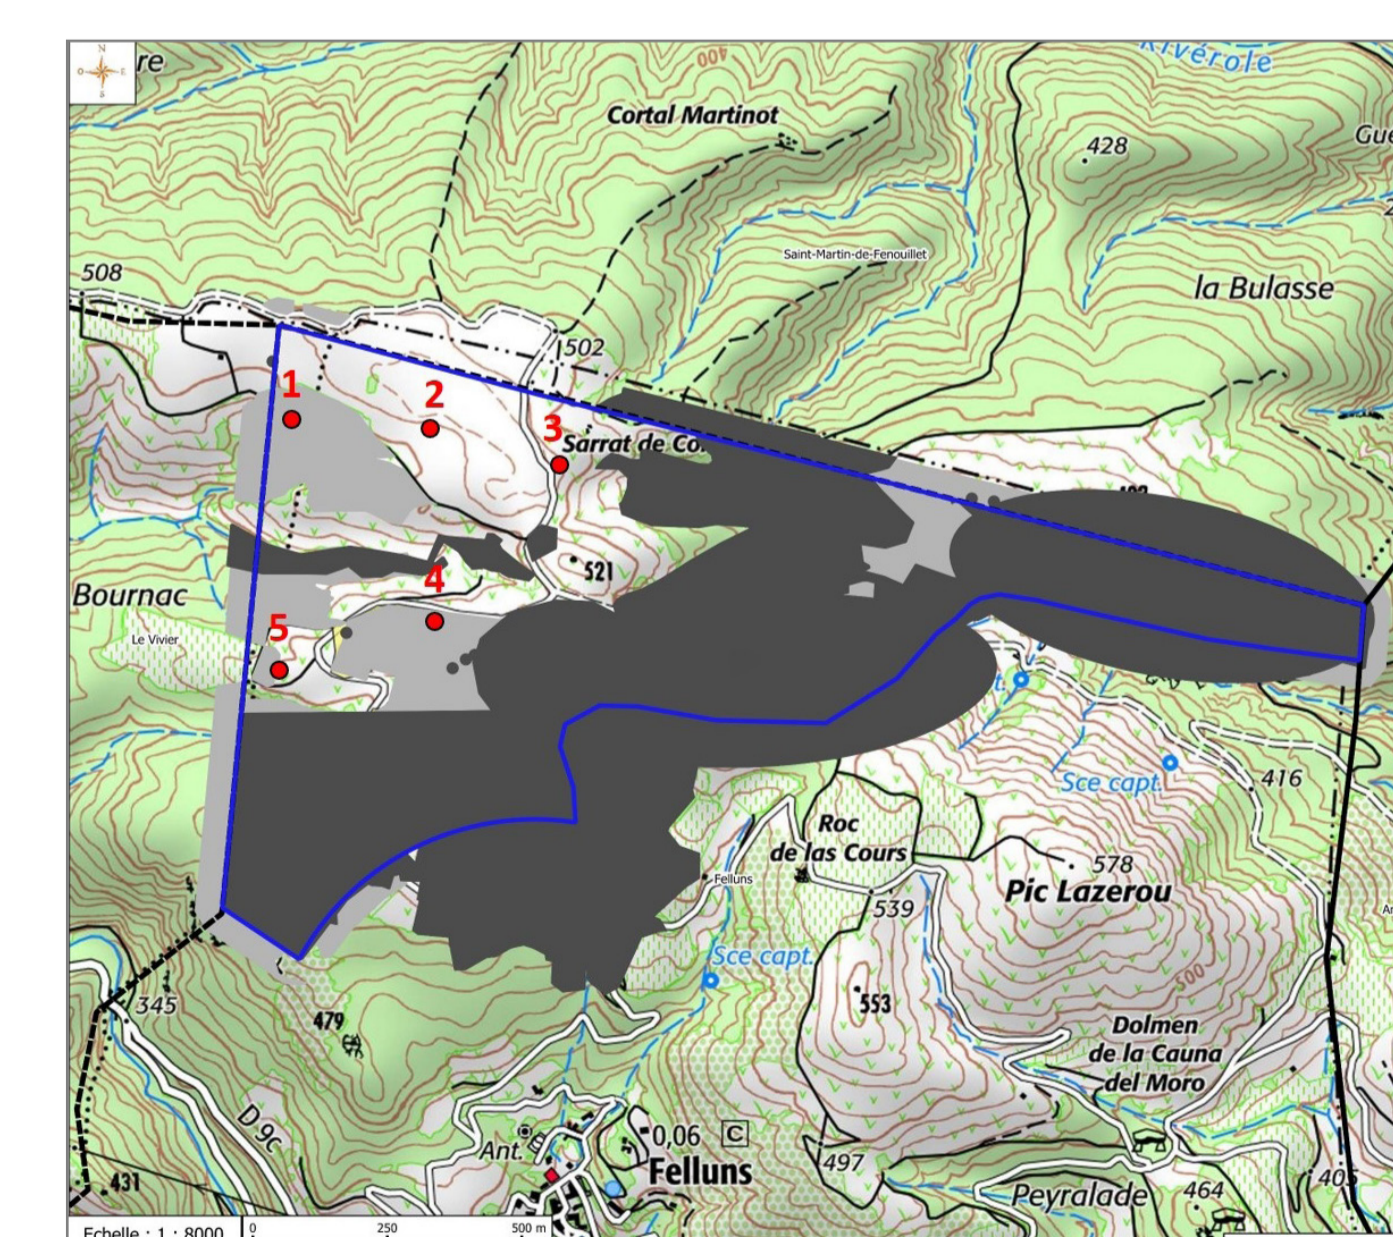 N
O
E
S
re
Rivérole
400
Cortal Martinot
428
Gue
Saint-Martin-de-Fenouillet
508
la Bulasse
502
1
2
3
Sarrat de Co
521
4
Bournac
5
Le Vivier
t.
Sce capt.
416
Roc
de las Cours
578
Felluns
Pic Lazerou
539
Sce capt.
500
345
553
479
Dolmen
de la Cauna
del Moro
D 9c
Ant.
0,06
C
Felluns
497
431
Peyralade
464
405
Echelle : 1 : 8000
0
250
500 m